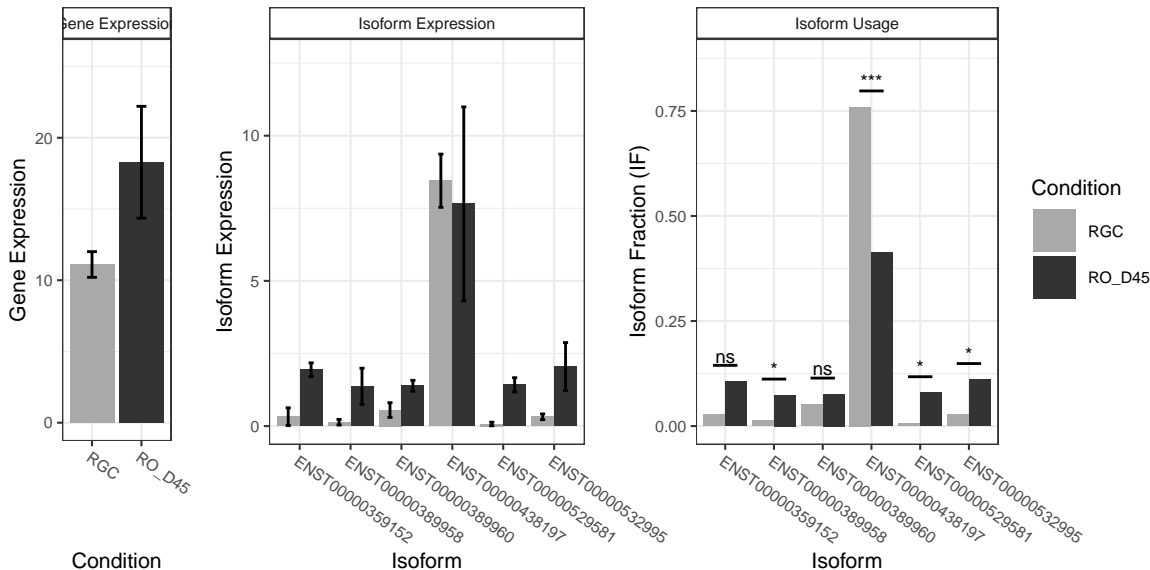 Gene Expression
Gene Expression
0
10
20
RGC
RO_D45
Condition
Isoform Expression
Isoform Expression
0
5
10
ENST00000359152
ENST00000389958
ENST00000389960
ENST00000438197
ENST00000529581
ENST00000532995
Isoform
Isoform Usage
Isoform Fraction (IF)
0.00
0.25
0.50
0.75
ns
*
ns
***
*
*
ENST00000359152
ENST00000389958
ENST00000389960
ENST00000438197
ENST00000529581
ENST00000532995
Isoform
Condition
RGC
RO_D45